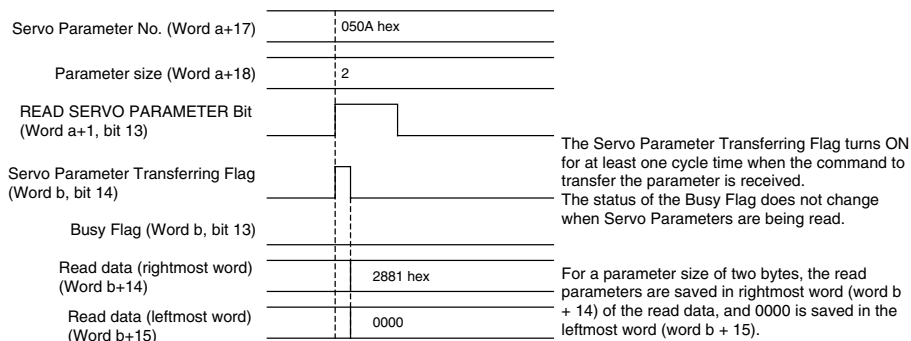 Servo Parameter No. (Word a+17)
050A hex
Parameter size (Word a+18)
2
READ SERVO PARAMETER Bit
(Word a+1, bit 13)
Servo Parameter Transferring Flag
(Word b, bit 14)
Busy Flag (Word b, bit 13)
Read data (rightmost word)
(Word b+14)
2881 hex
Read data (leftmost word)
(Word b+15)
0000
The Servo Parameter Transferring Flag turns ON
for at least one cycle time when the command to
transfer the parameter is received.
The status of the Busy Flag does not change
when Servo Parameters are being read.
For a parameter size of two bytes, the read
parameters are saved in rightmost word (word b
+ 14) of the read data, and 0000 is saved in the
leftmost word (word b + 15).